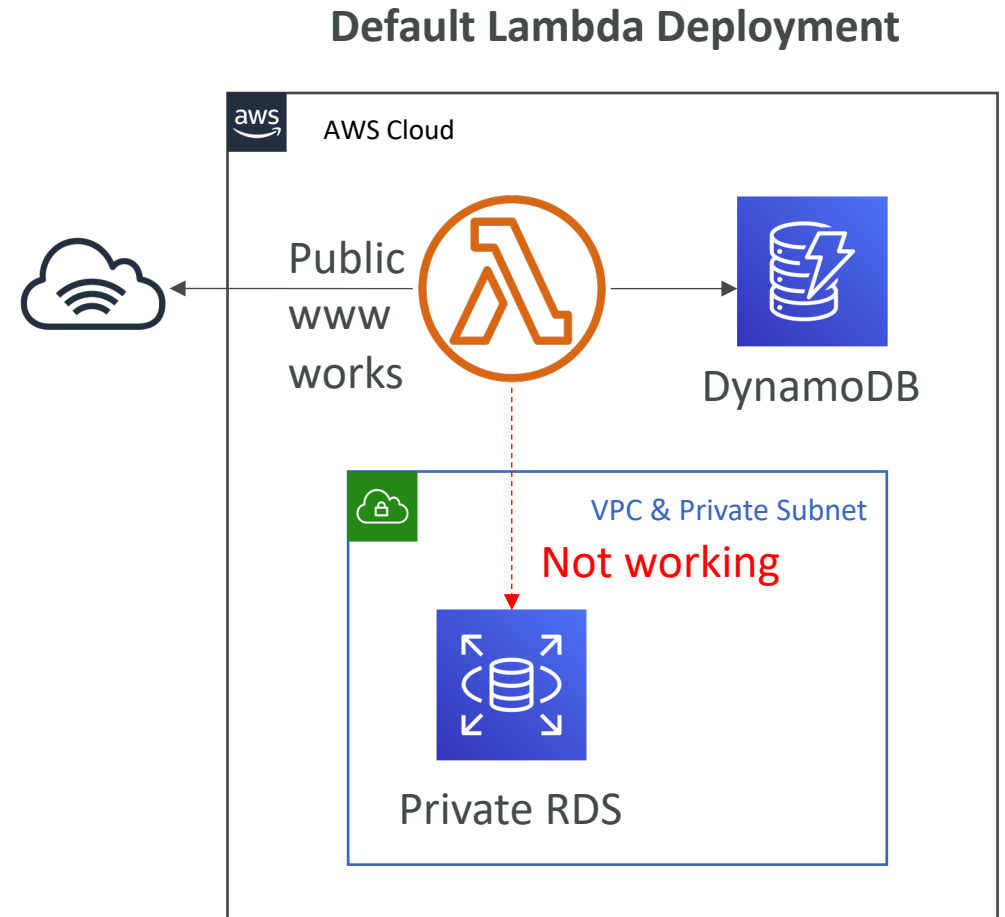 Default Lambda Deployment
aws
AWS Cloud
Public
www
works
DynamoDB
VPC & Private Subnet
Not working
Private RDS